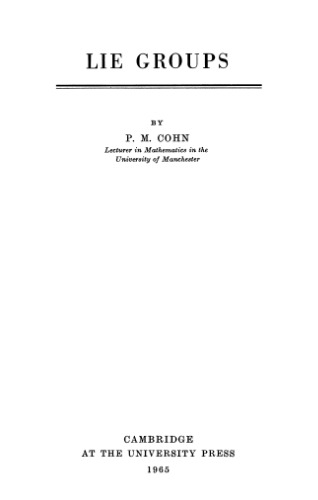 LIE GROUPS
BY
P. M. COHN
Lecturer in Mathematics in the
University of Manchester
CAMBRIDGE
AT THE UNIVERSITY PRESS
1965